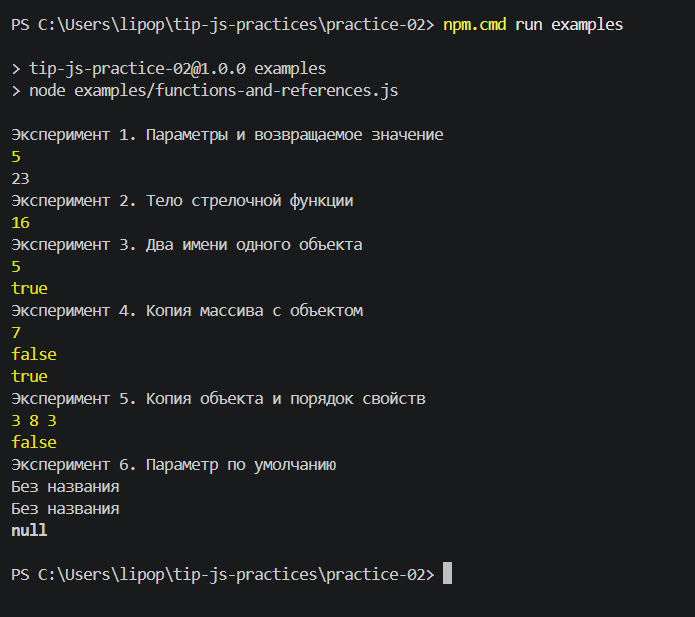 PS C:\Users\lipop\tip-js-practices\practice-02> npm.cmd run examples
> tip-js-practice-02@1.0.0 examples
> node examples/functions-and-references.js
Эксперимент 1. Параметры и возвращаемое значение
5
23
Эксперимент 2. Тело стрелочной функции
16
Эксперимент 3. Два имени одного объекта
5
true
Эксперимент 4. Копия массива с объектом
7
false
true
Эксперимент 5. Копия объекта и порядок свойств
3 8 3
false
Эксперимент 6. Параметр по умолчанию
Без названия
Без названия
null
PS C:\Users\lipop\tip-js-practices\practice-02>